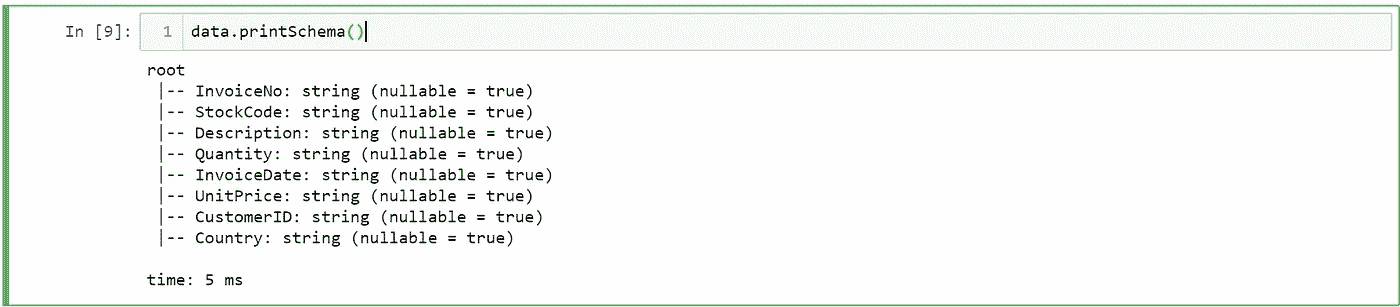 In [9]: 1 data.printSchema()
root
|-- InvoiceNo: string (nullable = true)
|-- StockCode: string (nullable = true)
|-- Description: string (nullable = true)
|-- Quantity: string (nullable = true)
|-- InvoiceDate: string (nullable = true)
|-- UnitPrice: string (nullable = true)
|-- CustomerID: string (nullable = true)
|-- Country: string (nullable = true)
time: 5 ms